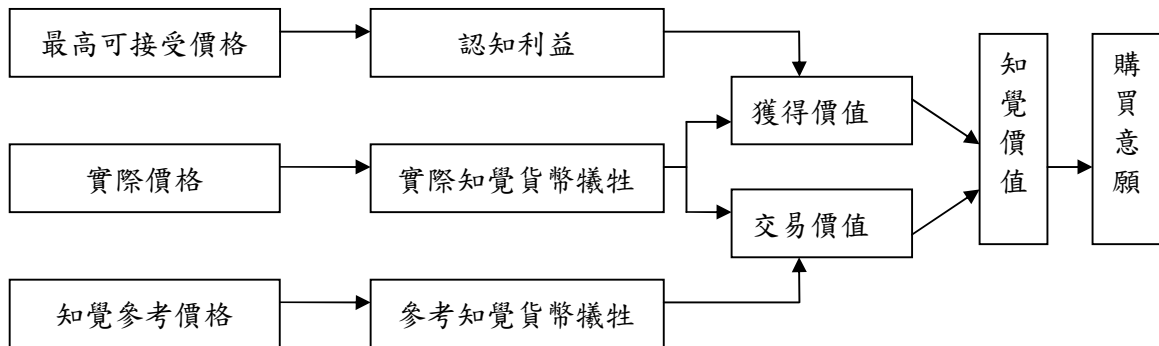 最高可接受價格
認知利益
獲得價值
知覺價值
購買意願
實際價格
實際知覺貨幣犧牲
交易價值
知覺參考價格
參考知覺貨幣犧牲